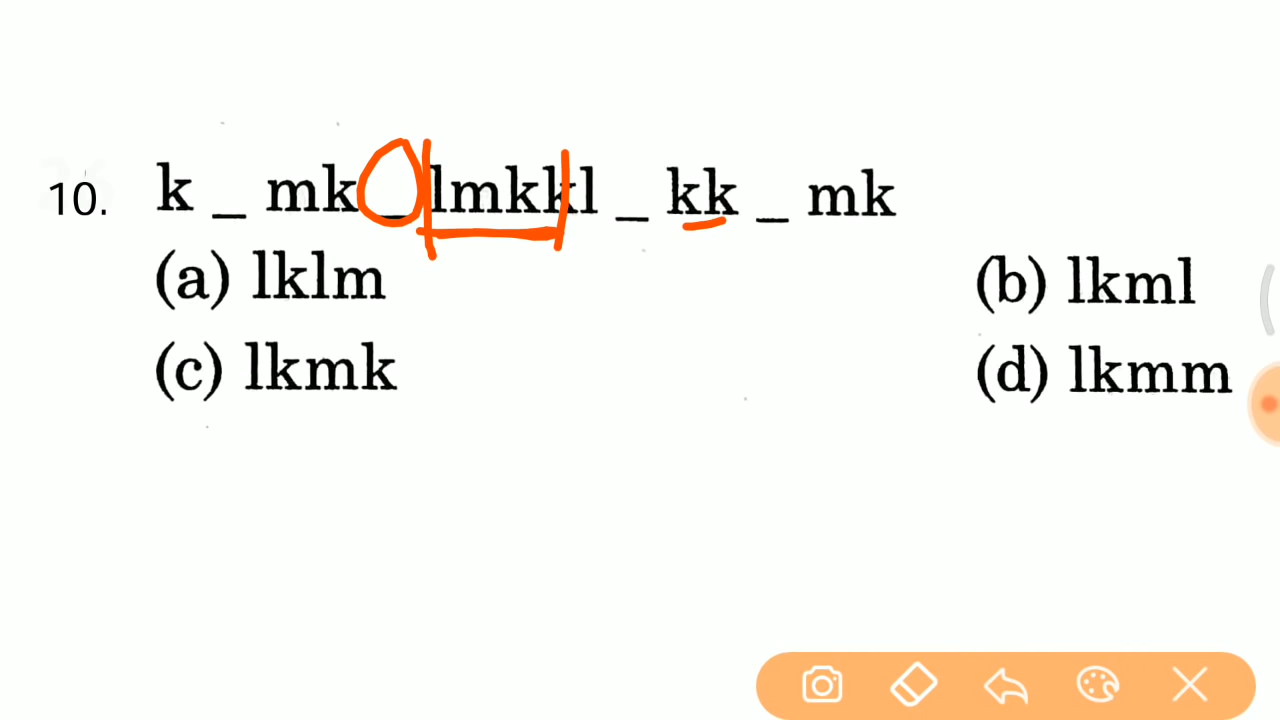 10. k _ mk _ lmkkl _ kk _ mk
(a) lklm (b) lkml
(c) lkmk (d) lkmm